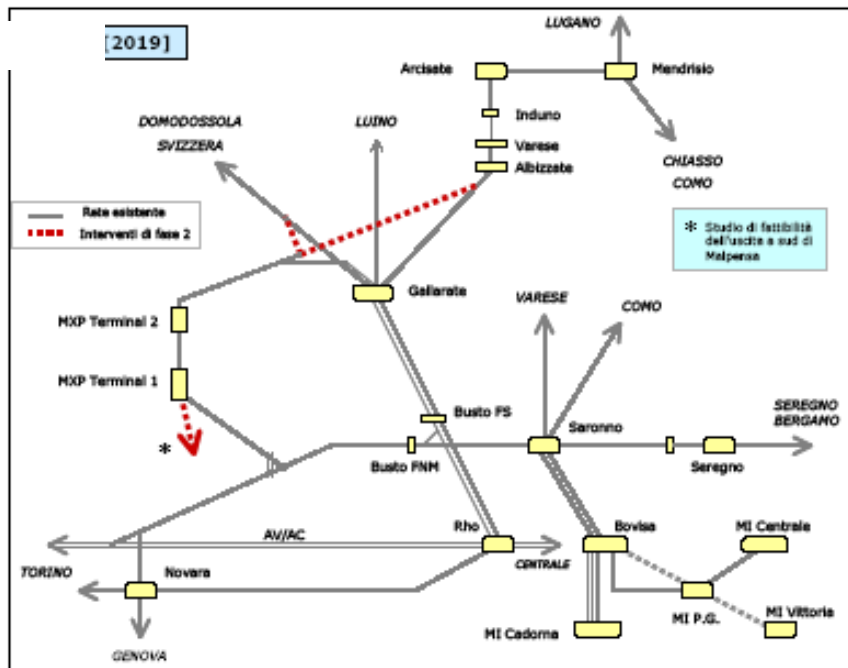 [2019]
LUGANO
Arcisate
Mendrisio
Induno
DOMODOSSOLA
SVIZZERA
LUINO
Varese
Albizzate
CHIASSO
COMO
Rete esistente
Interventi di fase 2
* Studio di fattibilità
dell'uscita a sud di
Malpensa
Gallarate
VARESE
COMO
MXP Terminal 2
MXP Terminal 1
Busto FS
Saronno
SEREGNO
BERGAMO
*
Busto FNM
Seregno
Rho
Bovisa
MI Centrale
AV/AC
CENTRALE
TORINO
Novara
MI P.G.
MI Vittoria
MI Cadorna
GENOVA